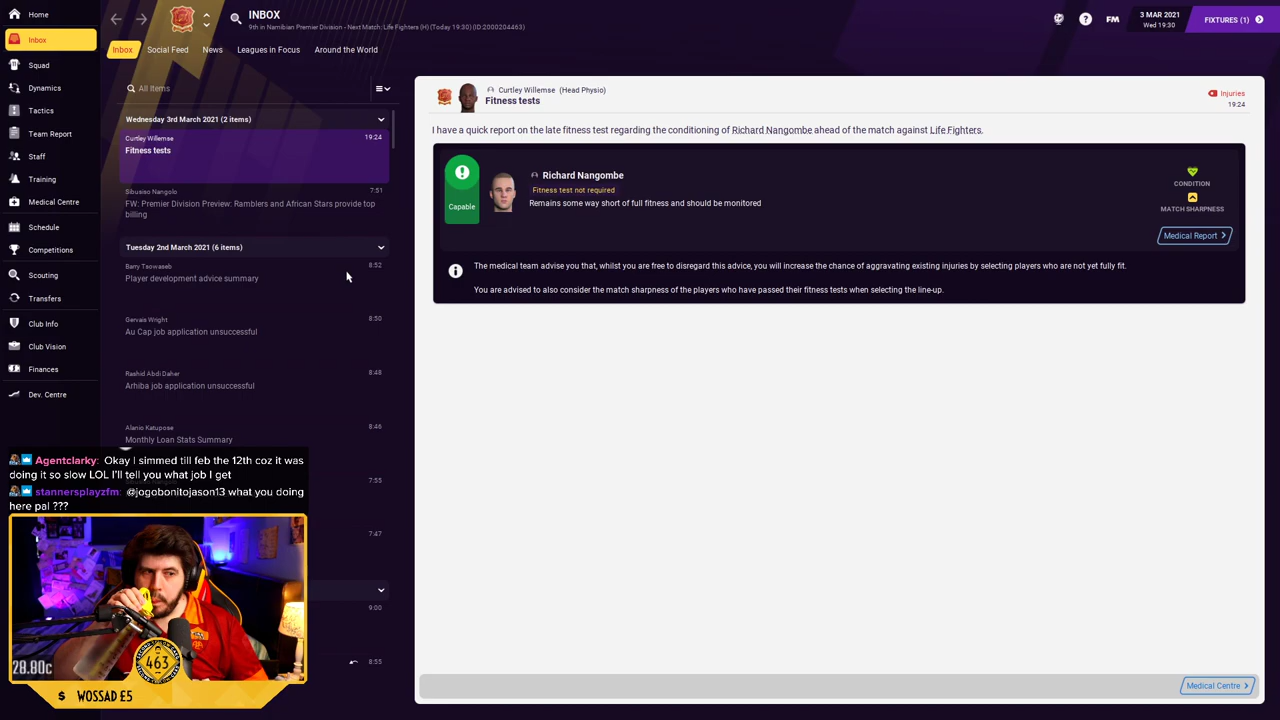 Home
Inbox
Squad
Dynamics
Tactics
Team Report
Staff
Training
Medical Centre
Schedule
Competitions
Scouting
Transfers
Club Info
Club Vision
Finances
Dev. Centre
INBOX
9th in Namibian Premier Division - Next Match: Life Fighters (H) (Today 19:30) (ID:2000204463)
FM
3 MAR 2021
Wed 19:30
FIXTURES (1)
Inbox
Social Feed
News
Leagues in Focus
Around the World
All Items
Wednesday 3rd March 2021 (2 items)
Curtley Willemse 19:24
Fitness tests
Sibusiso Nangolo 7:51
FW: Premier Division Preview: Ramblers and African Stars provide top
billing
Tuesday 2nd March 2021 (6 items)
Barry Tsowaseb 8:52
Player development advice summary
Gervais Wright 8:50
Au Cap job application unsuccessful
Rashid Abdi Daher 8:48
Arhiba job application unsuccessful
Alanio Katupose 8:46
Monthly Loan Stats Summary
7:55
7:47
9:00
8:55
Curtley Willemse (Head Physio)
Fitness tests
Injuries
19:24
I have a quick report on the late fitness test regarding the conditioning of Richard Nangombe ahead of the match against Life Fighters.
Capable
Richard Nangombe
Fitness test not required
Remains some way short of full fitness and should be monitored
CONDITION
MATCH SHARPNESS
Medical Report
The medical team advise you that, whilst you are free to disregard this advice, you will increase the chance of aggravating existing injuries by selecting players who are not yet fully fit.
You are advised to also consider the match sharpness of the players who have passed their fitness tests when selecting the line-up.
Medical Centre
Agentclarky: Okay I simmed till feb the 12th coz it was
doing it so slow LOL I'll tell you what job I get
stannersplayzfm: @jogobonitojason13 what you doing
here pal ???
28.80c
463
$ WOSSAD £5